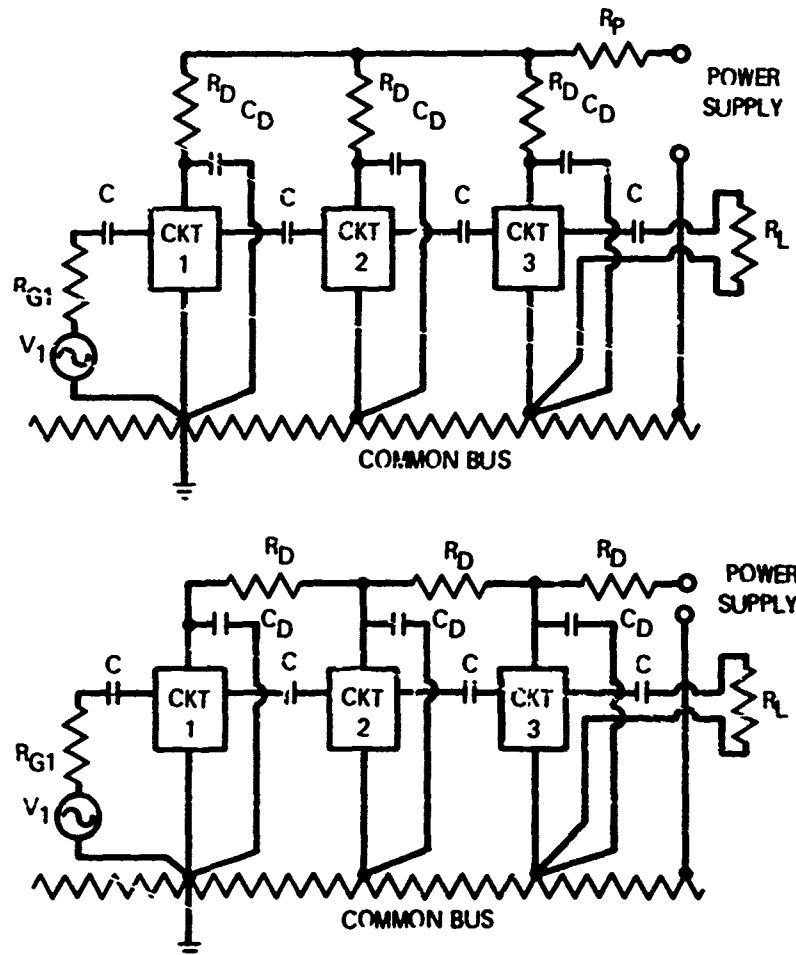 RP
POWER
SUPPLY
RD CD
RD CD
RD CD
C
C
C
C
CKT
1
CKT
2
CKT
3
RL
RG1
V1
COMMON BUS
RD
RD
RD
POWER
SUPPLY
CD
CD
CD
C
C
C
C
CKT
1
CKT
2
CKT
3
RL
RG1
V1
COMMON BUS